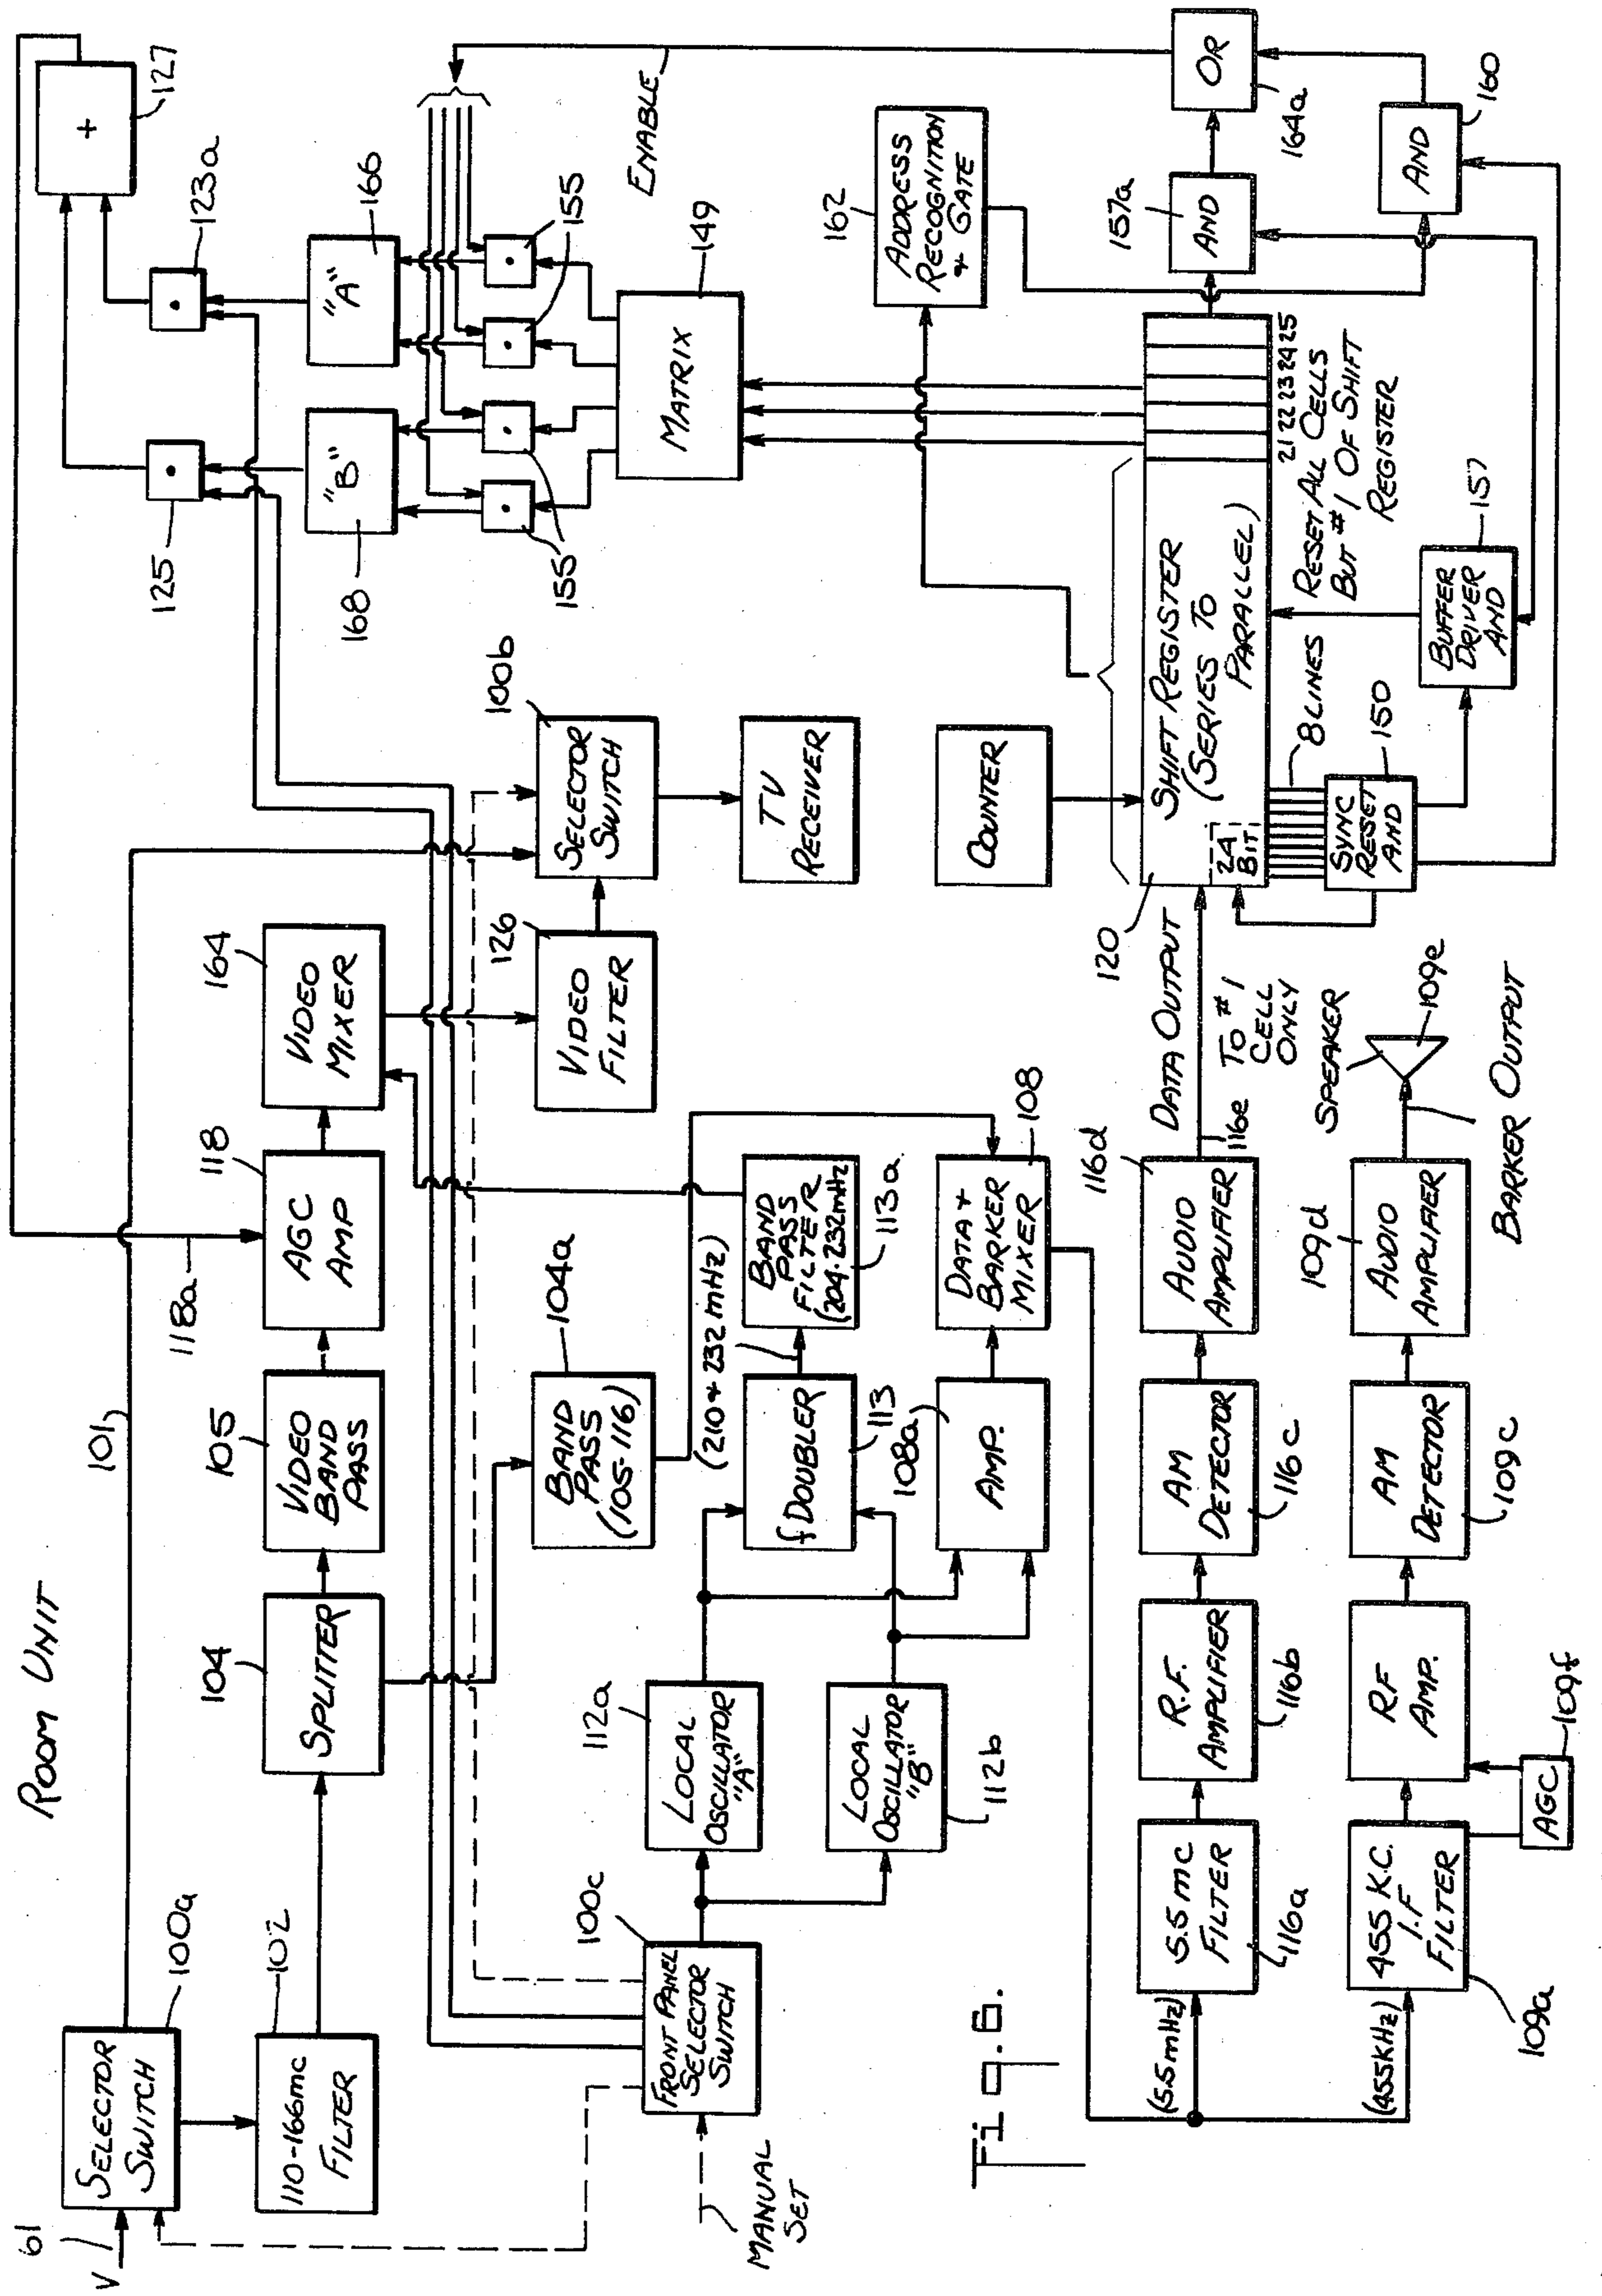 ROOM UNIT
61
V
SELECTOR
SWITCH
100a
101
110-166mc
FILTER
102
SPLITTER
104
VIDEO
BAND
PASS
105
AGC
AMP
118
118a
VIDEO
MIXER
164
VIDEO
FILTER
126
SELECTOR
SWITCH
100b
TV
RECEIVER
125
123a
+
127
"B"
168
"A"
166
155
155
155
MATRIX
149
ENABLE
MANUAL
SET
FRONT PANEL
SELECTOR
SWITCH
100c
LOCAL
OSCILLATOR
"A"
112a
LOCAL
OSCILLATOR
"B"
112b
BAND
PASS
(105-116)
104a
f DOUBLER
113
(210 & 232 mHz)
BAND
PASS
FILTER
(204-232mHz)
113a
AMP.
108a
DATA &
BARKER
MIXER
108
COUNTER
ADDRESS
RECOGNITION
& GATE
162
Fig. 6.
(5.5mHz)
5.5 mc
FILTER
116a
R.F.
AMPLIFIER
116b
AM
DETECTOR
116c
AUDIO
AMPLIFIER
116d
DATA OUTPUT
116e
TO #1
CELL
ONLY
120
SHIFT REGISTER
(SERIES TO
PARALLEL)
24
BIT
21 22 23 24 25
AND
157a
OR
164a
RESET ALL CELLS
BUT #1 OF SHIFT
REGISTER
8 LINES
SYNC
RESET
AND
150
BUFFER
DRIVER
AND
157
AND
160
(455KHz)
455 K.C.
I.F
FILTER
109a
AGC
109f
RF
AMP.
AM
DETECTOR
109c
AUDIO
AMPLIFIER
109d
SPEAKER
109e
BARKER OUTPUT